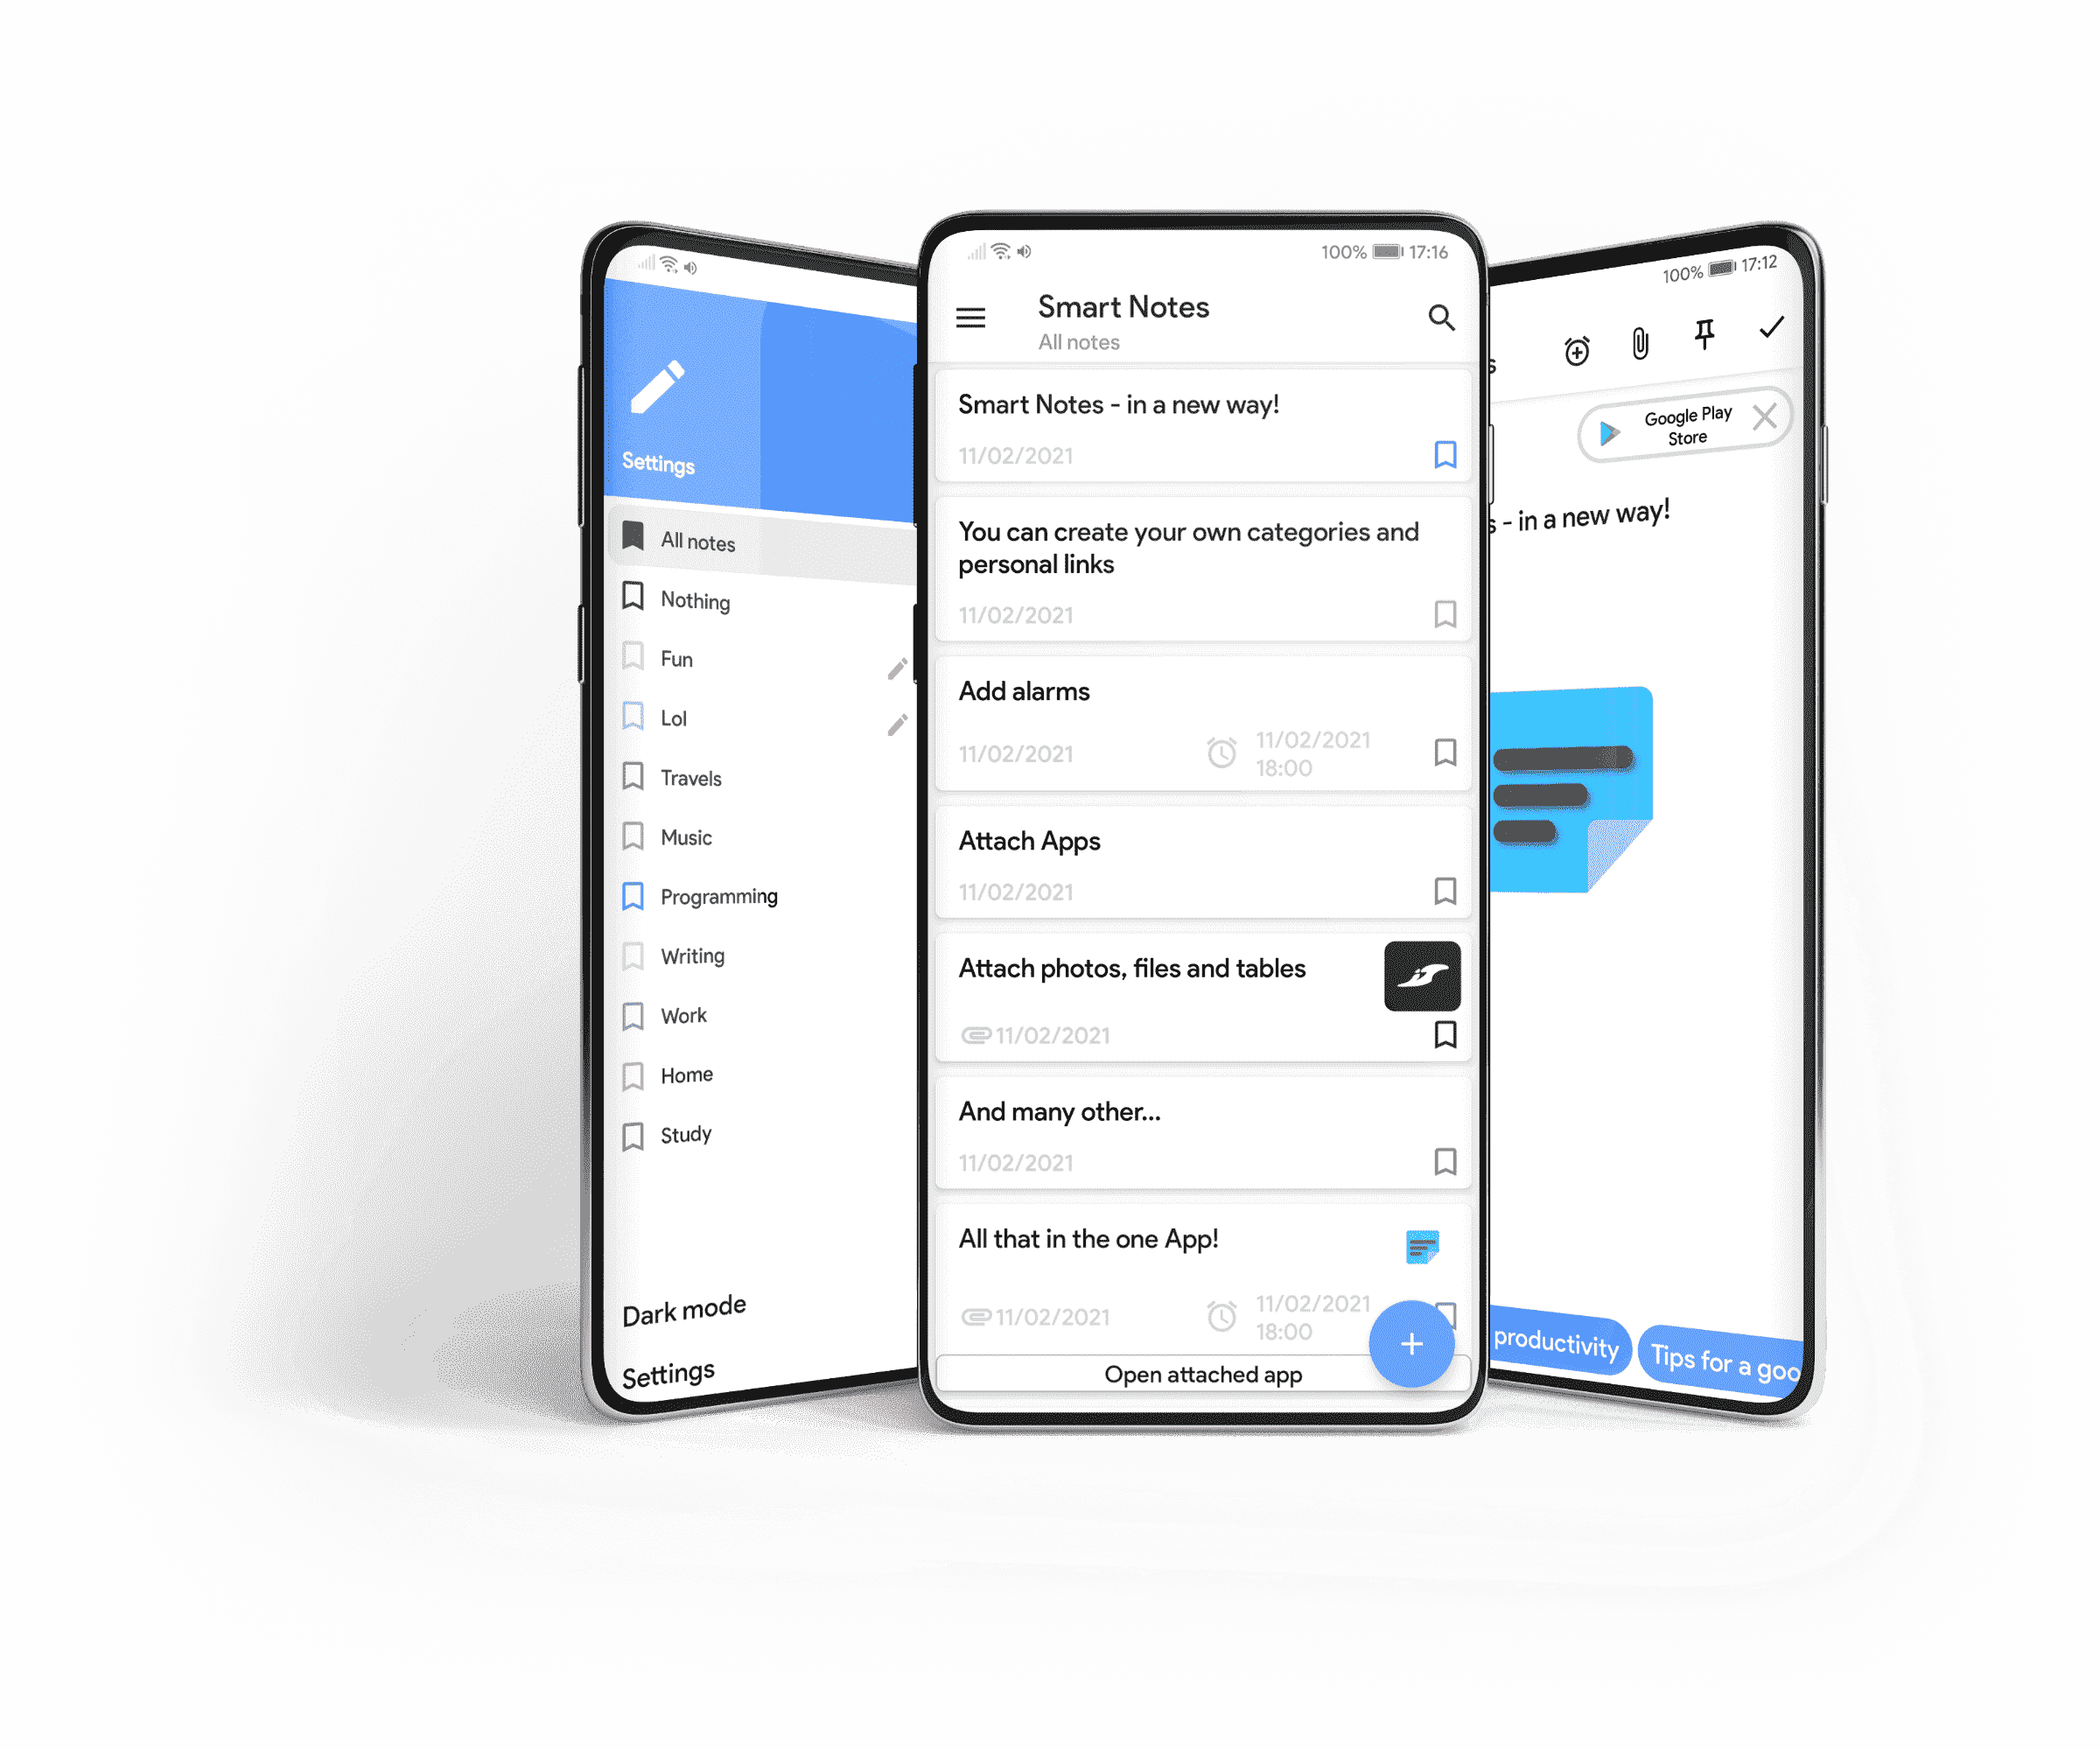 Settings
All notes
Nothing
Fun
Lol
Travels
Music
Programming
Writing
Work
Home
Study
Dark mode
Settings
100% 17:16
Smart Notes
All notes
Smart Notes - in a new way!
11/02/2021
You can create your own categories and
personal links
11/02/2021
Add alarms
11/02/2021
11/02/2021
18:00
Attach Apps
11/02/2021
Attach photos, files and tables
11/02/2021
And many other...
11/02/2021
All that in the one App!
11/02/2021
11/02/2021
18:00
Open attached app
100% 17:12
s
Google Play
Store
s - in a new way!
productivity
Tips for a goo